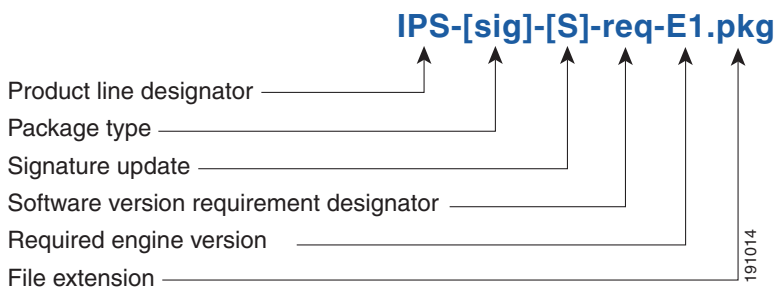 IPS-[sig]-[S]-req-E1.pkg
Product line designator
Package type
Signature update
Software version requirement designator
Required engine version
File extension
191014